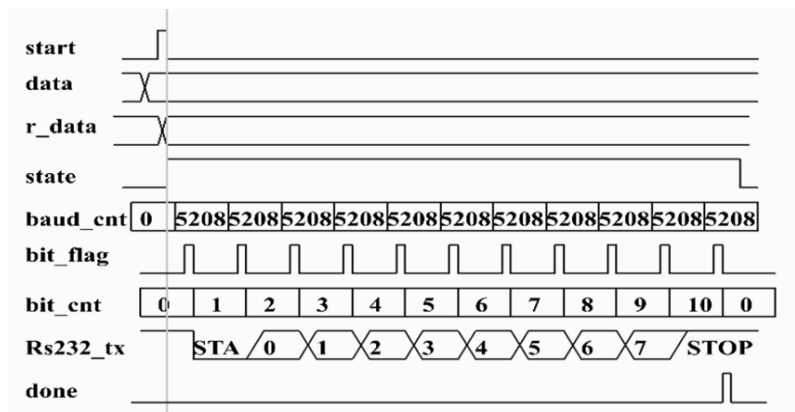 start
data
r_data
state
baud_cnt 0 5208 5208 5208 5208 5208 5208 5208 5208 5208 5208 5208
bit_flag
bit_cnt 0 1 2 3 4 5 6 7 8 9 10 0
Rs232_tx STA 0 1 2 3 4 5 6 7 STOP
done